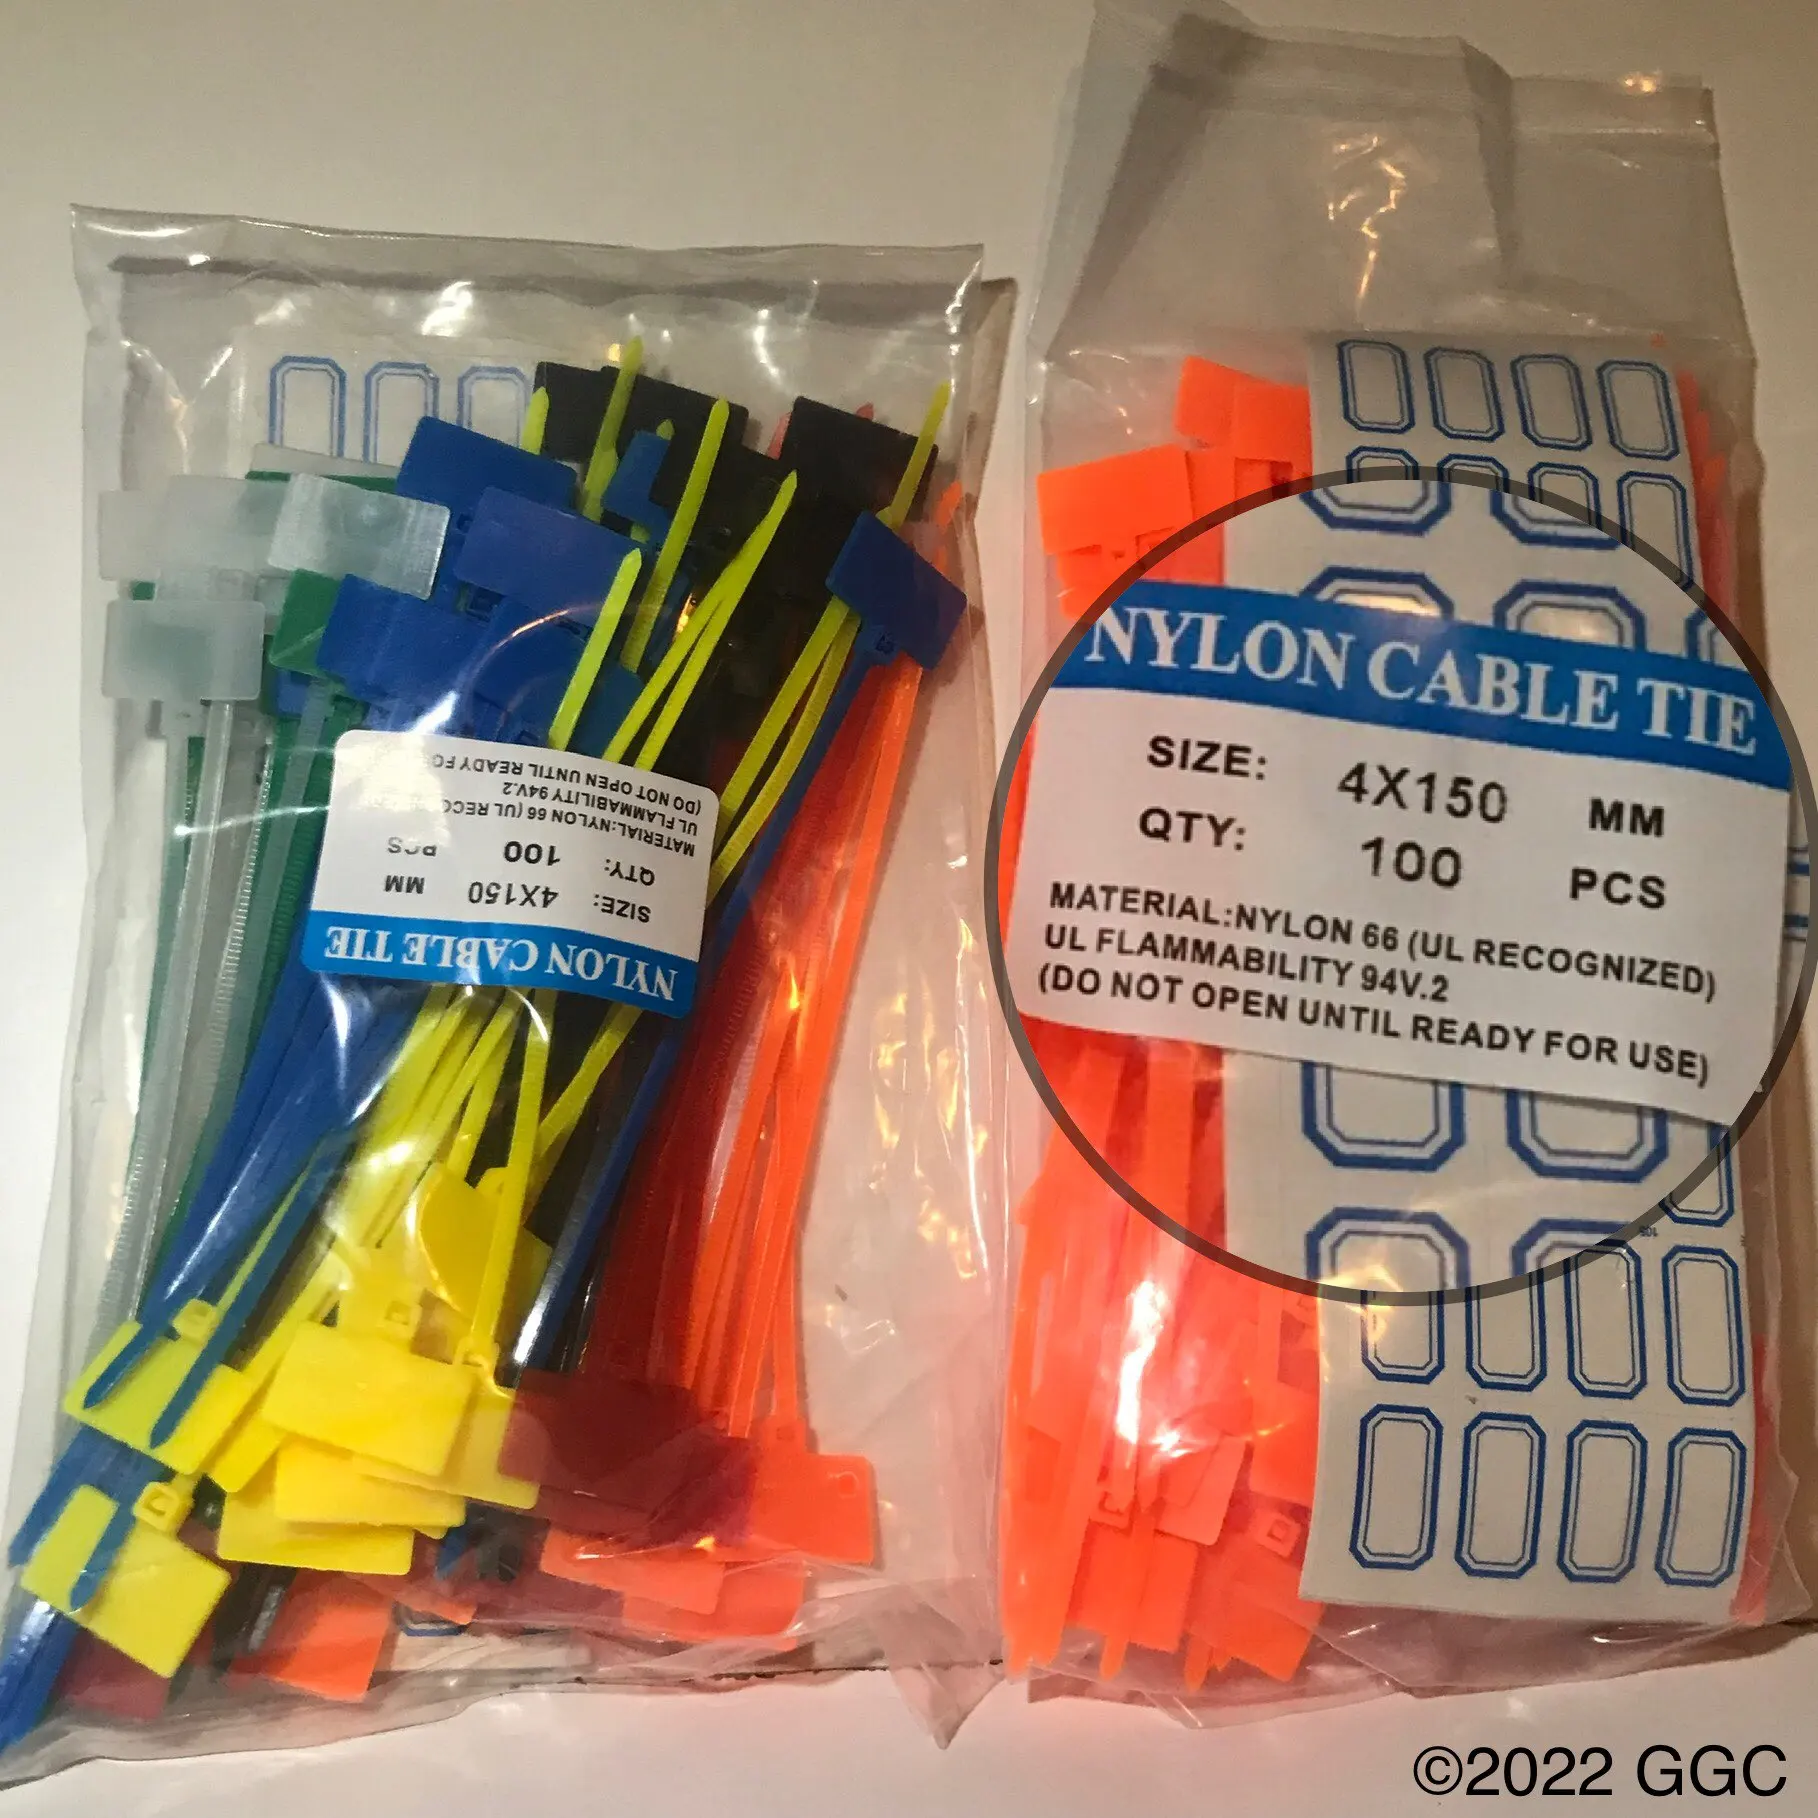 DO NOT OPEN UNTIL READY FO
UL FLAMMABILITY 94V.2
MATERIAL:NYLON 66 (UL RECO
QTY: 100 PCS
SIZE: 4X150 MM
NYLON CABLE TIE
NYLON CABLE TIE
SIZE: 4X150 MM
QTY: 100 PCS
MATERIAL:NYLON 66 (UL RECOGNIZED)
UL FLAMMABILITY 94V.2
(DO NOT OPEN UNTIL READY FOR USE)
©2022 GGC